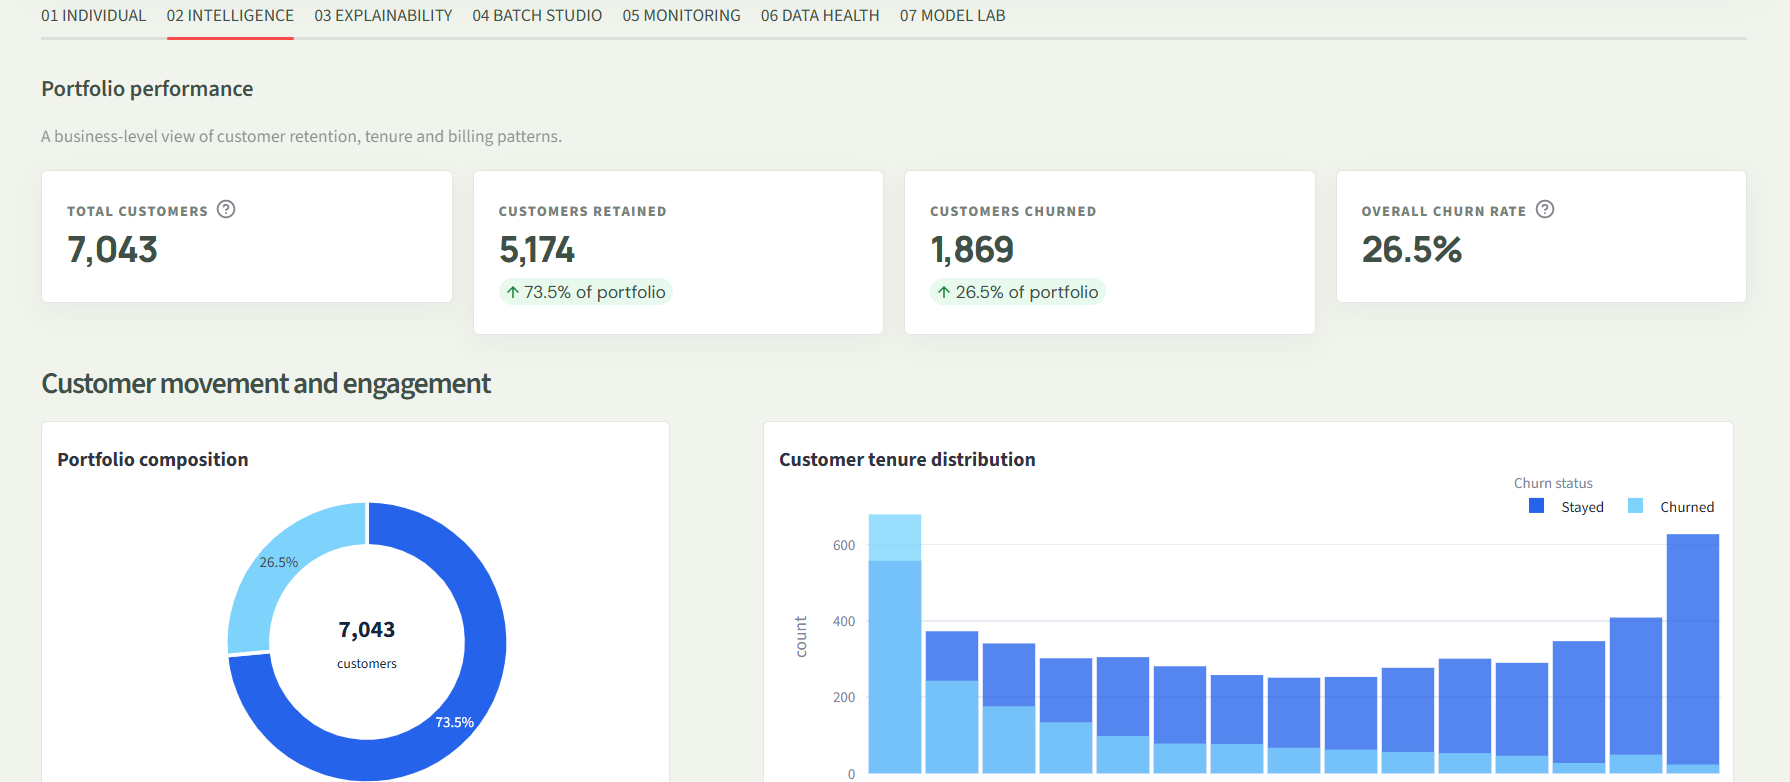 01 INDIVIDUAL 02 INTELLIGENCE 03 EXPLAINABILITY 04 BATCH STUDIO 05 MONITORING 06 DATA HEALTH 07 MODEL LAB
Portfolio performance
A business-level view of customer retention, tenure and billing patterns.
TOTAL CUSTOMERS ?
7,043
CUSTOMERS RETAINED
5,174
↑ 73.5% of portfolio
CUSTOMERS CHURNED
1,869
↑ 26.5% of portfolio
OVERALL CHURN RATE ?
26.5%
Customer movement and engagement
Portfolio composition
26.5%
7,043
customers
73.5%
Customer tenure distribution
Churn status
Stayed Churned
count
600
400
200
0